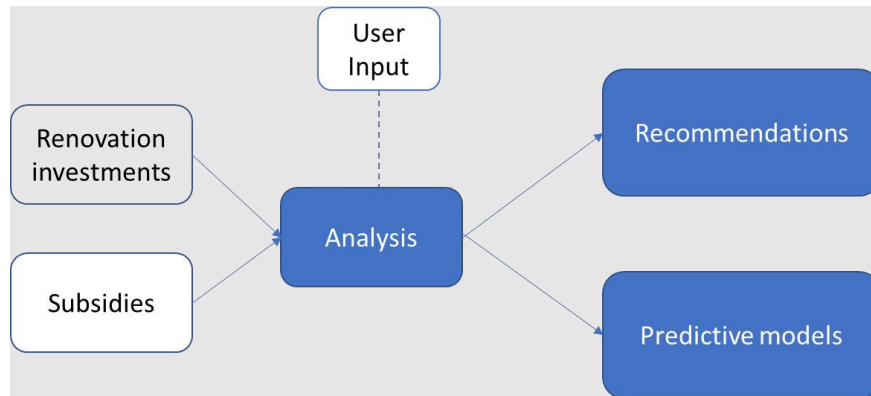 User
Input
Renovation
investments
Recommendations
Analysis
Subsidies
Predictive models